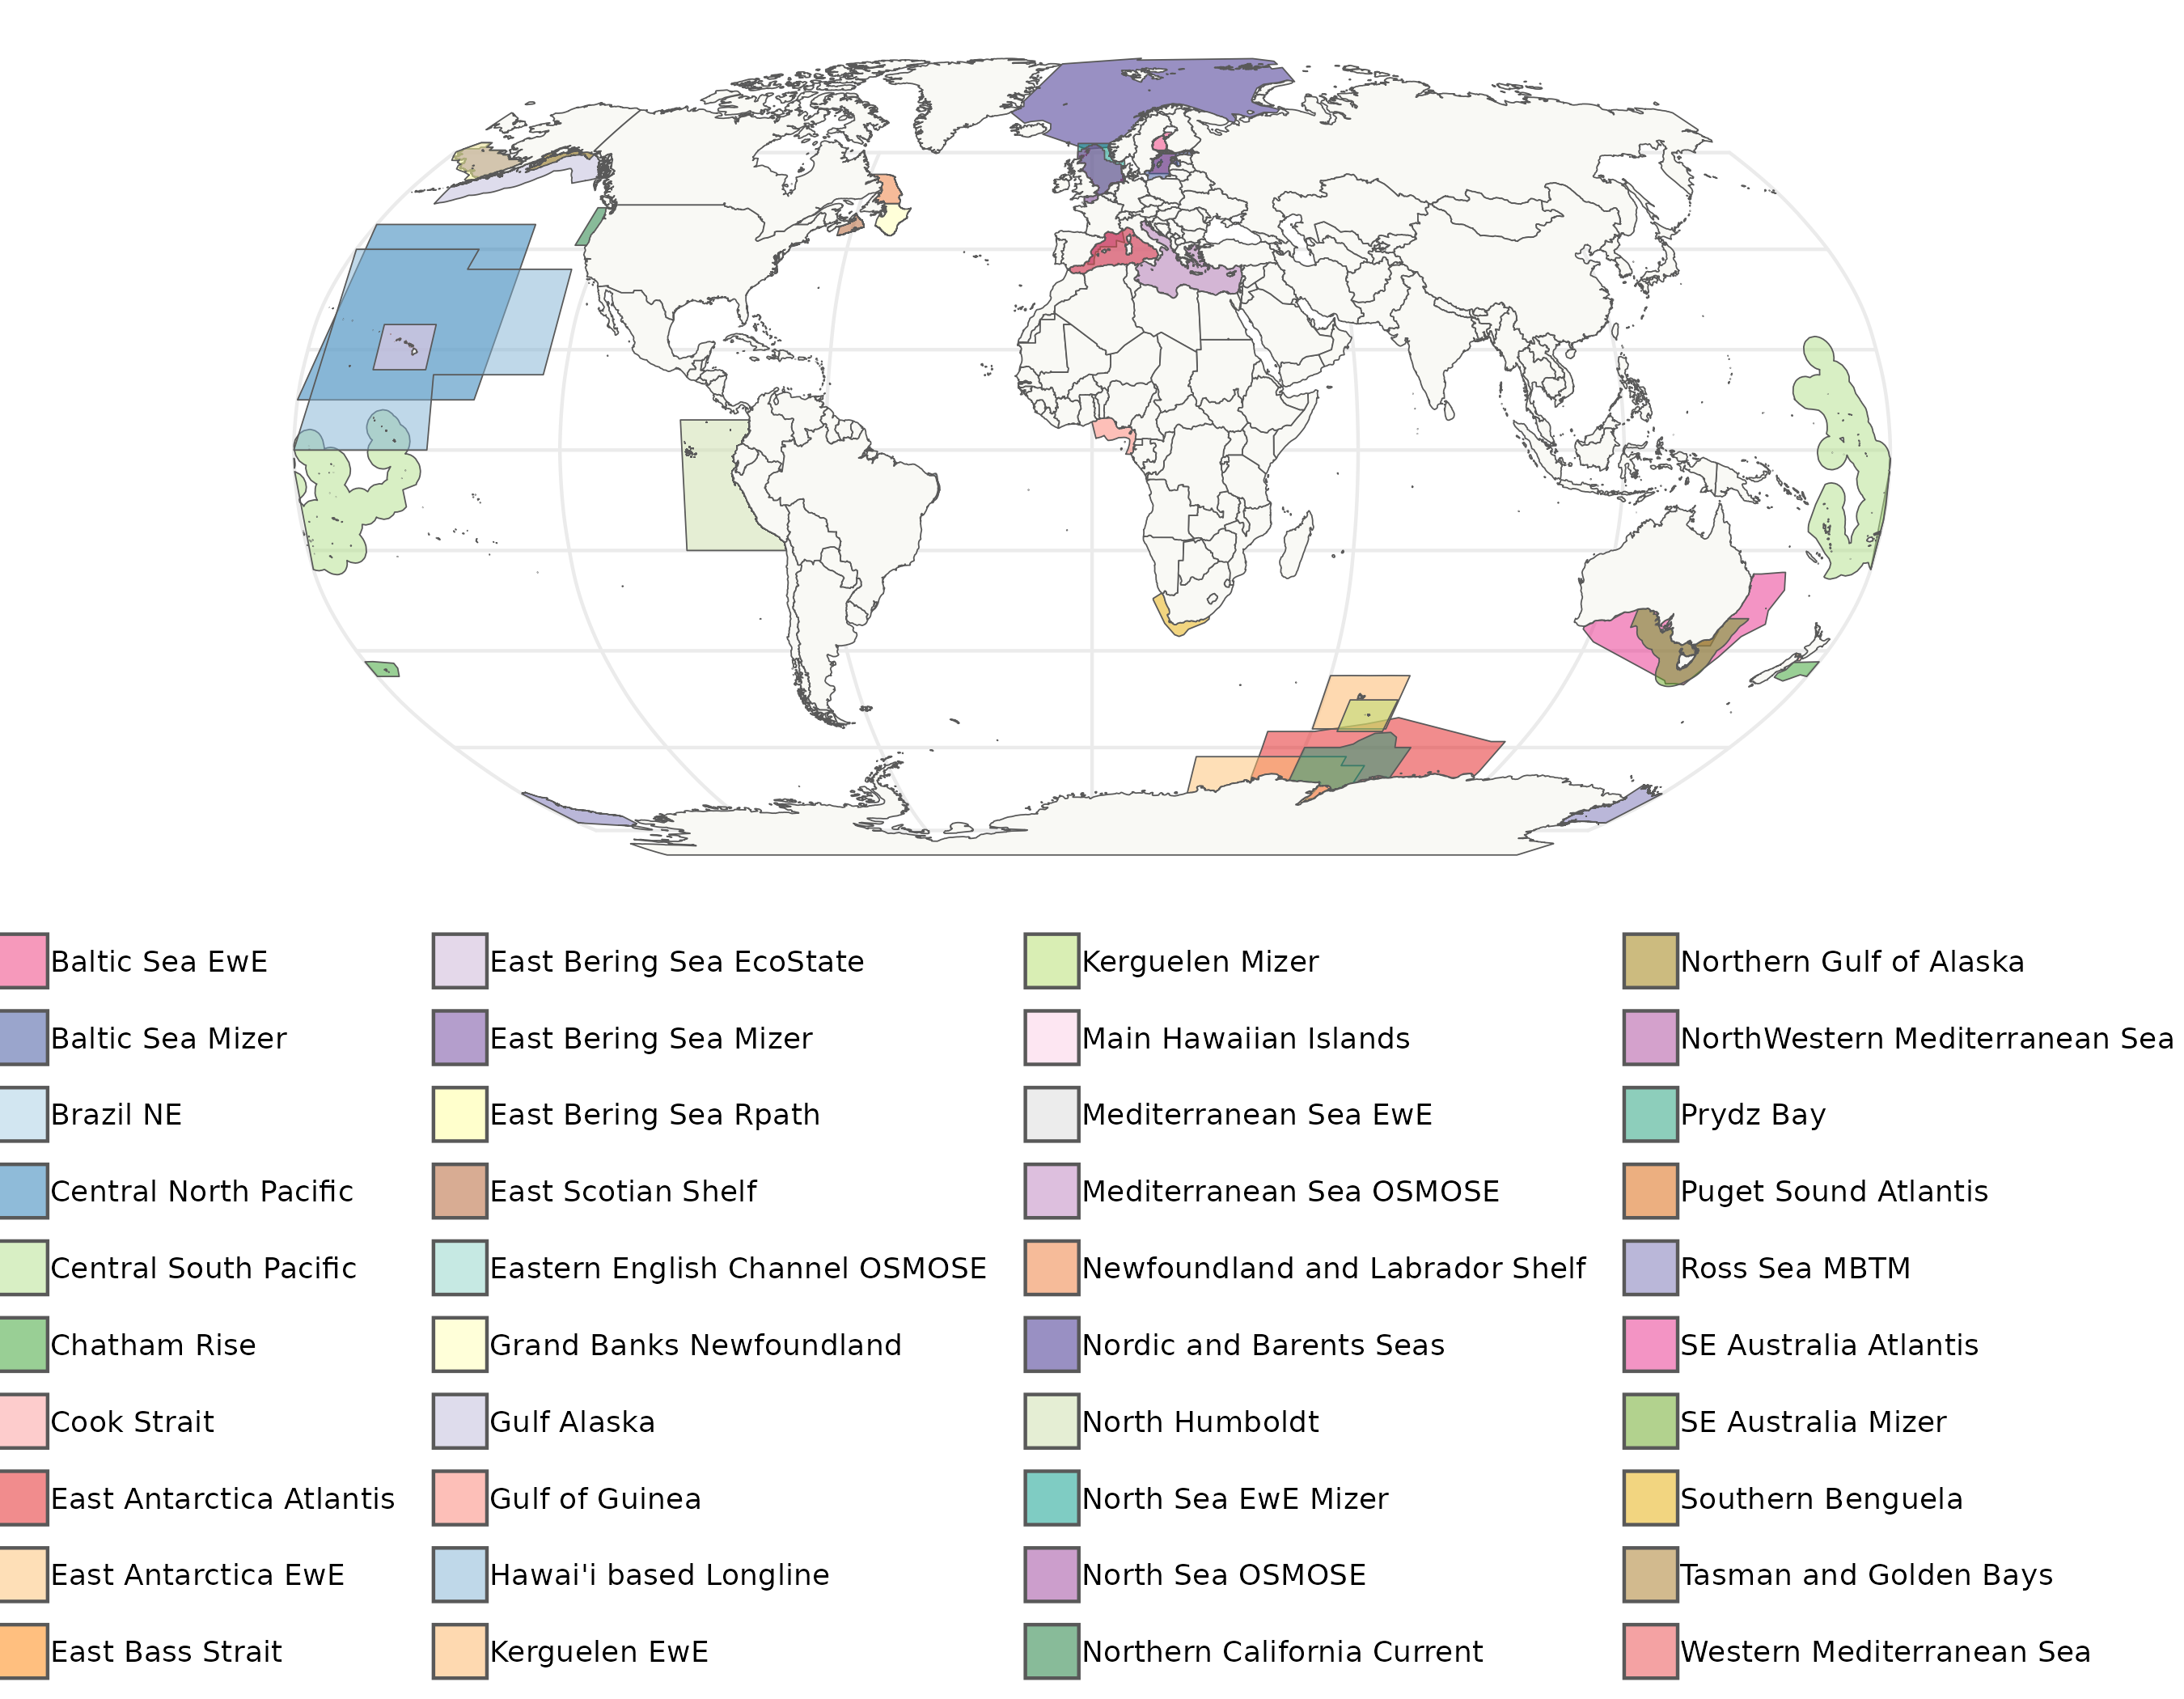 Baltic Sea EwE
Baltic Sea Mizer
Brazil NE
Central North Pacific
Central South Pacific
Chatham Rise
Cook Strait
East Antarctica Atlantis
East Antarctica EwE
East Bass Strait
East Bering Sea EcoState
East Bering Sea Mizer
East Bering Sea Rpath
East Scotian Shelf
Eastern English Channel OSMOSE
Grand Banks Newfoundland
Gulf Alaska
Gulf of Guinea
Hawai'i based Longline
Kerguelen EwE
Kerguelen Mizer
Main Hawaiian Islands
Mediterranean Sea EwE
Mediterranean Sea OSMOSE
Newfoundland and Labrador Shelf
Nordic and Barents Seas
North Humboldt
North Sea EwE Mizer
North Sea OSMOSE
Northern California Current
Northern Gulf of Alaska
NorthWestern Mediterranean Sea
Prydz Bay
Puget Sound Atlantis
Ross Sea MBTM
SE Australia Atlantis
SE Australia Mizer
Southern Benguela
Tasman and Golden Bays
Western Mediterranean Sea